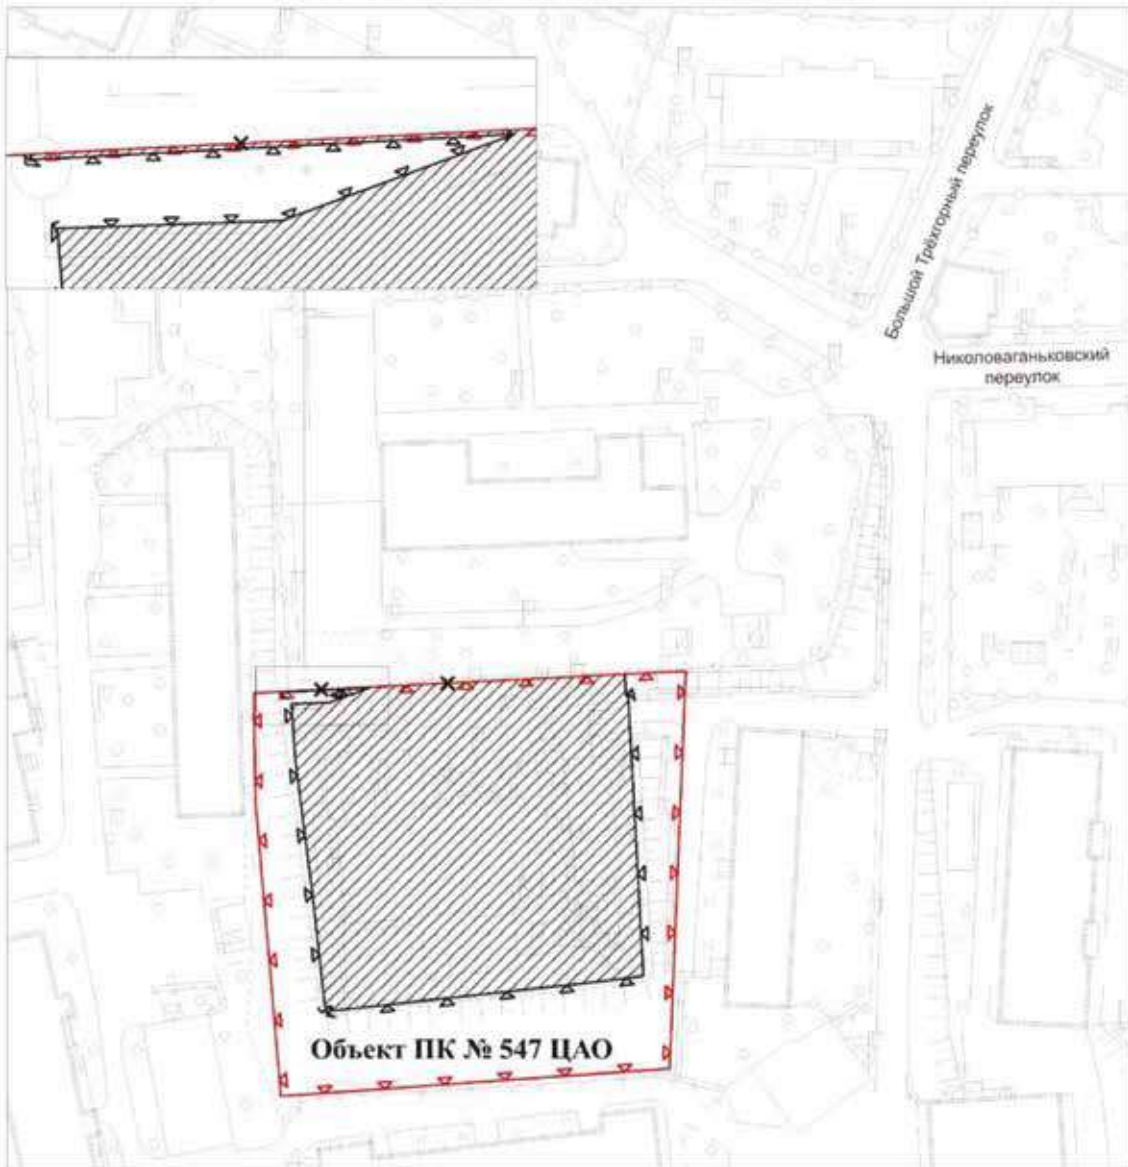 Большой Трёхгорный переулок
Николоваганьковский
переулок
Объект ПК № 547 ЦАО